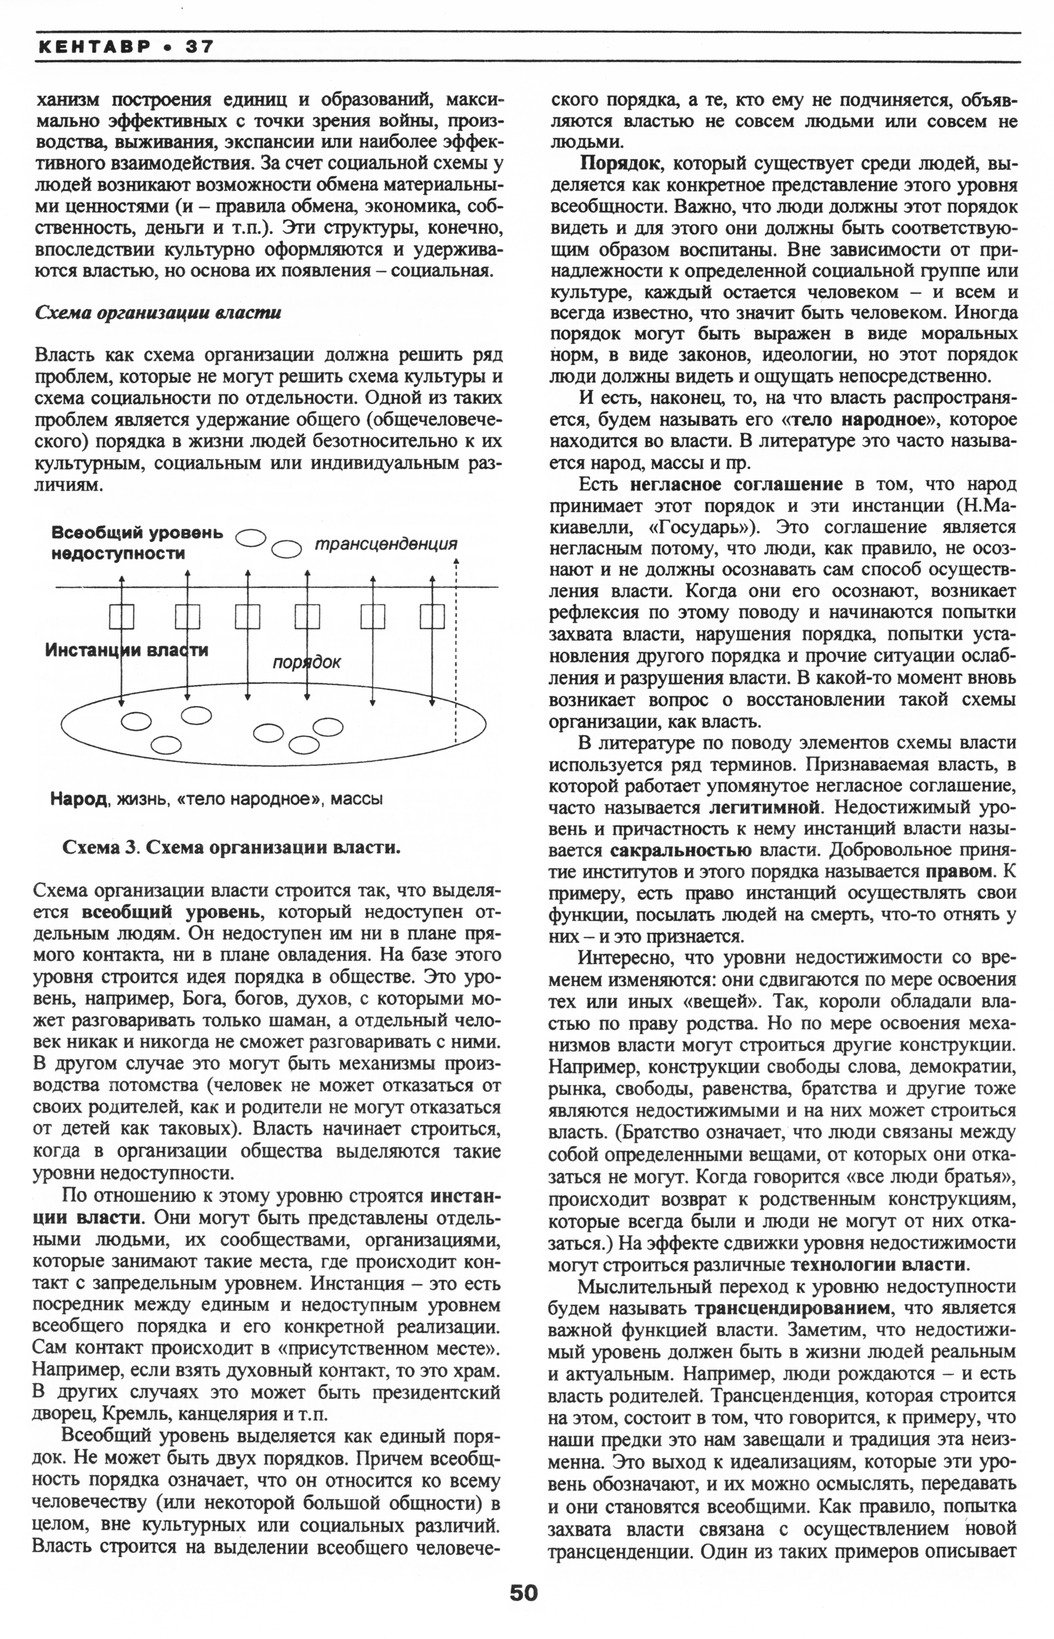 КЕНТАВР • 37
ханизм построения единиц и образований, макси-
мально эффективных с точки зрения войны, произ-
водства, выживания, экспансии или наиболее эффек-
тивного взаимодействия. За счет социальной схемы у
людей возникают возможности обмена материальны-
ми ценностями (и – правила обмена, экономика, соб-
ственность, деньги и т.п.). Эти структуры, конечно,
впоследствии культурно оформляются и удержива-
ются властью, но основа их появления – социальная.
Схема организации власти
Власть как схема организации должна решить ряд
проблем, которые не могут решить схема культуры и
схема социальности по отдельности. Одной из таких
проблем является удержание общего (общечеловече-
ского) порядка в жизни людей безотносительно к их
культурным, социальным или индивидуальным раз-
личиям.
Всеобщий уровень
недоступности
трансценденция
Инстанции власти
порядок
Народ, жизнь, «тело народное», массы
Схема 3. Схема организации власти.
Схема организации власти строится так, что выделя-
ется всеобщий уровень, который недоступен от-
дельным людям. Он недоступен им ни в плане пря-
мого контакта, ни в плане овладения. На базе этого
уровня строится идея порядка в обществе. Это уро-
вень, например, Бога, богов, духов, с которыми мо-
жет разговаривать только шаман, а отдельный чело-
век никак и никогда не сможет разговаривать с ними.
В другом случае это могут быть механизмы произ-
водства потомства (человек не может отказаться от
своих родителей, как и родители не могут отказаться
от детей как таковых). Власть начинает строиться,
когда в организации общества выделяются такие
уровни недоступности.
По отношению к этому уровню строятся инстан-
ции власти. Они могут быть представлены отдель-
ными людьми, их сообществами, организациями,
которые занимают такие места, где происходит кон-
такт с запредельным уровнем. Инстанция – это есть
посредник между единым и недоступным уровнем
всеобщего порядка и его конкретной реализации.
Сам контакт происходит в «присутственном месте».
Например, если взять духовный контакт, то это храм.
В других случаях это может быть президентский
дворец, Кремль, канцелярия и т.п.
Всеобщий уровень выделяется как единый поря-
док. Не может быть двух порядков. Причем всеобщ-
ность порядка означает, что он относится ко всему
человечеству (или некоторой большой общности) в
целом, вне культурных или социальных различий.
Власть строится на выделении всеобщего человече-
ского порядка, а те, кто ему не подчиняется, объяв-
ляются властью не совсем людьми или совсем не
людьми.
Порядок, который существует среди людей, вы-
деляется как конкретное представление этого уровня
всеобщности. Важно, что люди должны этот порядок
видеть и для этого они должны быть соответствую-
щим образом воспитаны. Вне зависимости от при-
надлежности к определенной социальной группе или
культуре, каждый остается человеком – и всем и
всегда известно, что значит быть человеком. Иногда
порядок могут быть выражен в виде моральных
норм, в виде законов, идеологии, но этот порядок
люди должны видеть и ощущать непосредственно.
И есть, наконец, то, на что власть распространя-
ется, будем называть его «тело народное», которое
находится во власти. В литературе это часто называ-
ется народ, массы и пр.
Есть негласное соглашение в том, что народ
принимает этот порядок и эти инстанции (Н.Ма-
киавелли, «Государь»). Это соглашение является
негласным потому, что люди, как правило, не осоз-
нают и не должны осознавать сам способ осуществ-
ления власти. Когда они его осознают, возникает
рефлексия по этому поводу и начинаются попытки
захвата власти, нарушения порядка, попытки уста-
новления другого порядка и прочие ситуации ослаб-
ления и разрушения власти. В какой-то момент вновь
возникает вопрос о восстановлении такой схемы
организации, как власть.
В литературе по поводу элементов схемы власти
используется ряд терминов. Признаваемая власть, в
которой работает упомянутое негласное соглашение,
часто называется легитимной. Недостижимый уро-
вень и причастность к нему инстанций власти назы-
вается сакральностью власти. Добровольное приня-
тие институтов и этого порядка называется правом. К
примеру, есть право инстанций осуществлять свои
функции, посылать людей на смерть, что-то отнять у
них – и это признается.
Интересно, что уровни недостижимости со вре-
менем изменяются: они сдвигаются по мере освоения
тех или иных «вещей». Так, короли обладали вла-
стью по праву родства. Но по мере освоения меха-
низмов власти могут строиться другие конструкции.
Например, конструкции свободы слова, демократии,
рынка, свободы, равенства, братства и другие тоже
являются недостижимыми и на них может строиться
власть. (Братство означает, что люди связаны между
собой определенными вещами, от которых они отка-
заться не могут. Когда говорится «все люди братья»,
происходит возврат к родственным конструкциям,
которые всегда были и люди не могут от них отка-
заться.) На эффекте сдвижки уровня недостижимости
могут строиться различные технологии власти.
Мыслительный переход к уровню недоступности
будем называть трансцендированием, что является
важной функцией власти. Заметим, что недостижи-
мый уровень должен быть в жизни людей реальным
и актуальным. Например, люди рождаются – и есть
власть родителей. Трансценденция, которая строится
на этом, состоит в том, что говорится, к примеру, что
наши предки это нам завещали и традиция эта неиз-
менна. Это выход к идеализациям, которые эти уро-
вень обозначают, и их можно осмыслять, передавать
и они становятся всеобщими. Как правило, попытка
захвата власти связана с осуществлением новой
трансценденции. Один из таких примеров описывает
50